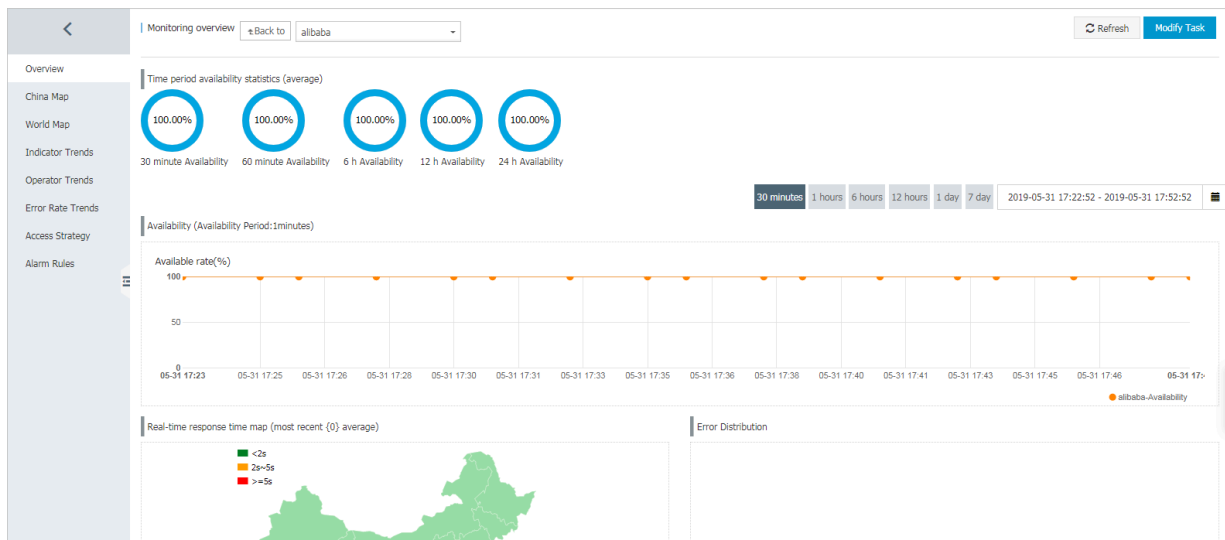 Monitoring overview Back to alibaba Refresh Modify Task
Overview
China Map
World Map
Indicator Trends
Operator Trends
Error Rate Trends
Access Strategy
Alarm Rules
Time period availability statistics (average)
100.00% 100.00% 100.00% 100.00% 100.00%
30 minute Availability 60 minute Availability 6 h Availability 12 h Availability 24 h Availability
30 minutes 1 hours 6 hours 12 hours 1 day 7 day 2019-05-31 17:22:52 - 2019-05-31 17:52:52
Availability (Availability Period:1minutes)
Available rate(%)
100
50
0
05-31 17:23 05-31 17:25 05-31 17:26 05-31 17:28 05-31 17:30 05-31 17:31 05-31 17:33 05-31 17:35 05-31 17:36 05-31 17:38 05-31 17:40 05-31 17:41 05-31 17:43 05-31 17:45 05-31 17:46 05-31 17:
alibaba-Availability
Real-time response time map (most recent {0} average) Error Distribution
<2s
2s~5s
>=5s